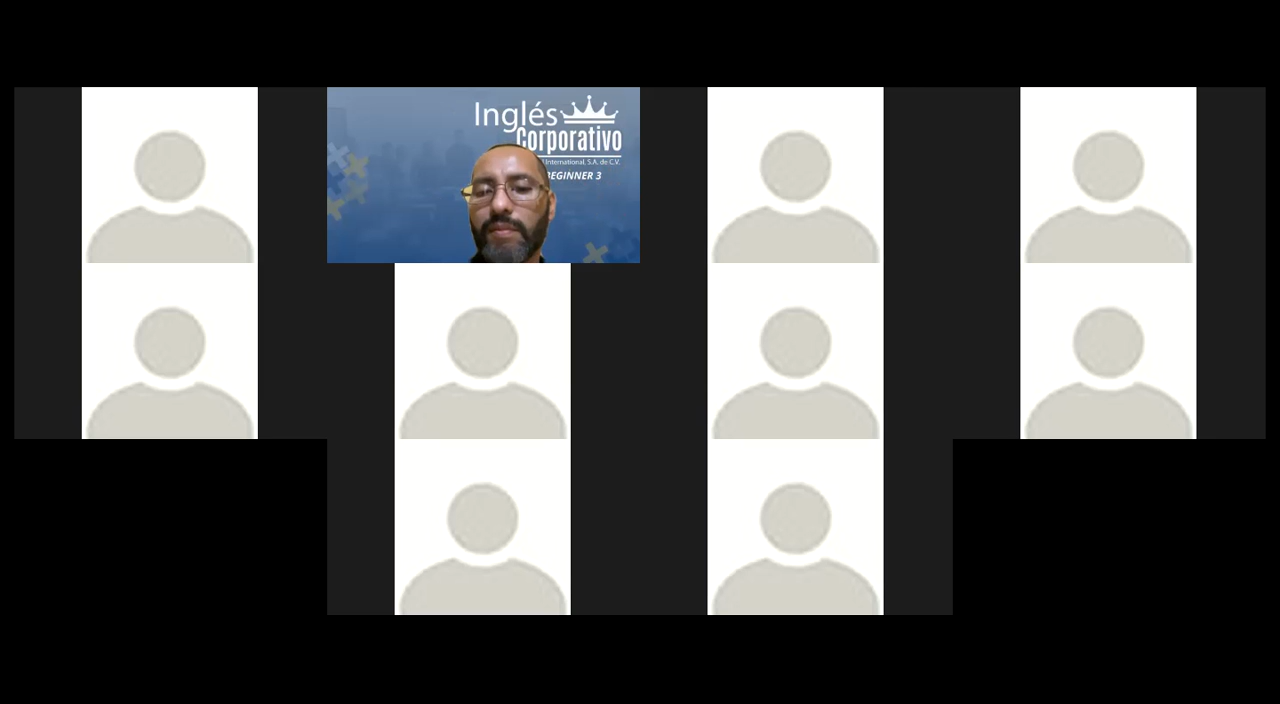 Inglés
Corporativo
International, S.A. de C.V.
BEGINNER 3